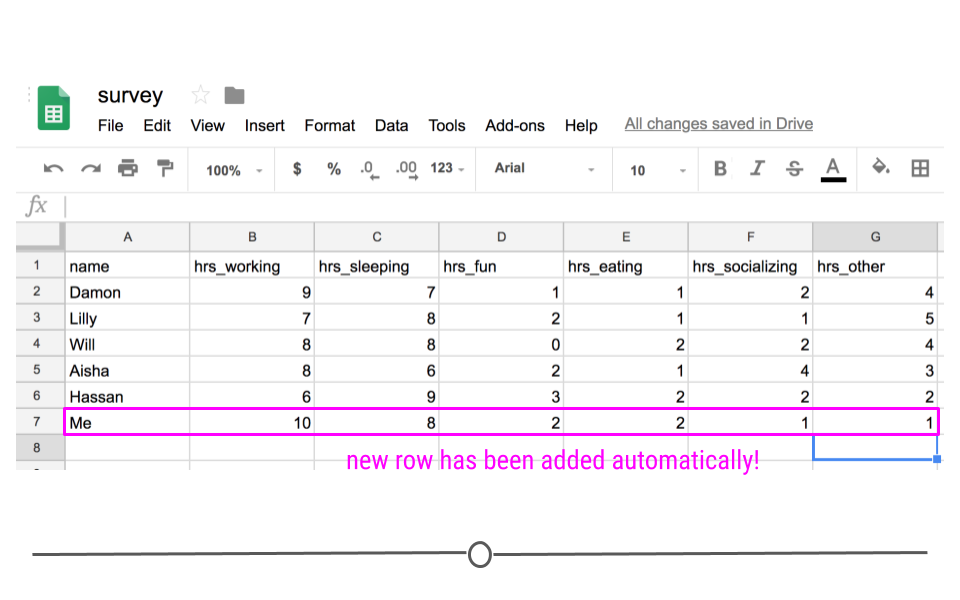 survey
File Edit View Insert Format Data Tools Add-ons Help All changes saved in Drive
100% $ % .0 .00 123 Arial 10 B I S A
fx
A B C D E F G
1 name hrs_working hrs_sleeping hrs_fun hrs_eating hrs_socializing hrs_other
2 Damon 9 7 1 1 2 4
3 Lilly 7 8 2 1 1 5
4 Will 8 8 0 2 2 4
5 Aisha 8 6 2 1 4 3
6 Hassan 6 9 3 2 2 2
7 Me 10 8 2 2 1 1
8
new row has been added automatically!